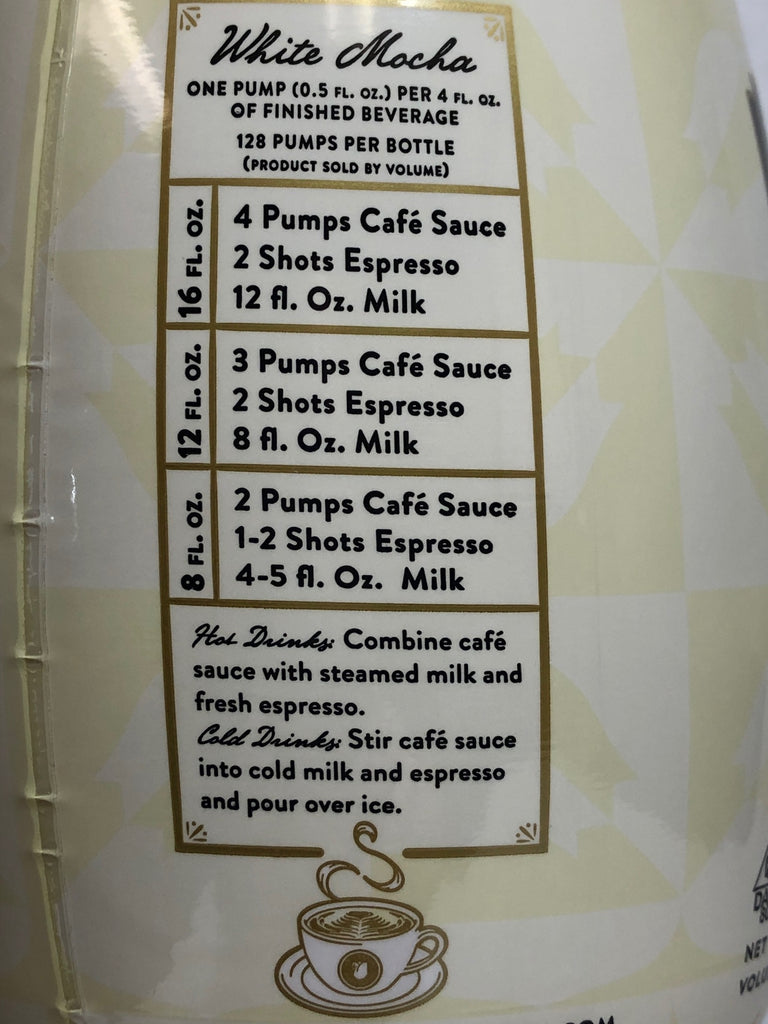 White Mocha
ONE PUMP (0.5 FL. OZ.) PER 4 FL. OZ.
OF FINISHED BEVERAGE
128 PUMPS PER BOTTLE
(PRODUCT SOLD BY VOLUME)
16 FL. OZ.
4 Pumps Café Sauce
2 Shots Espresso
12 fl. Oz. Milk
12 FL. OZ.
3 Pumps Café Sauce
2 Shots Espresso
8 fl. Oz. Milk
8 FL. OZ.
2 Pumps Café Sauce
1-2 Shots Espresso
4-5 fl. Oz. Milk
Hot Drinks: Combine café
sauce with steamed milk and
fresh espresso.
Cold Drinks: Stir café sauce
into cold milk and espresso
and pour over ice.
NET